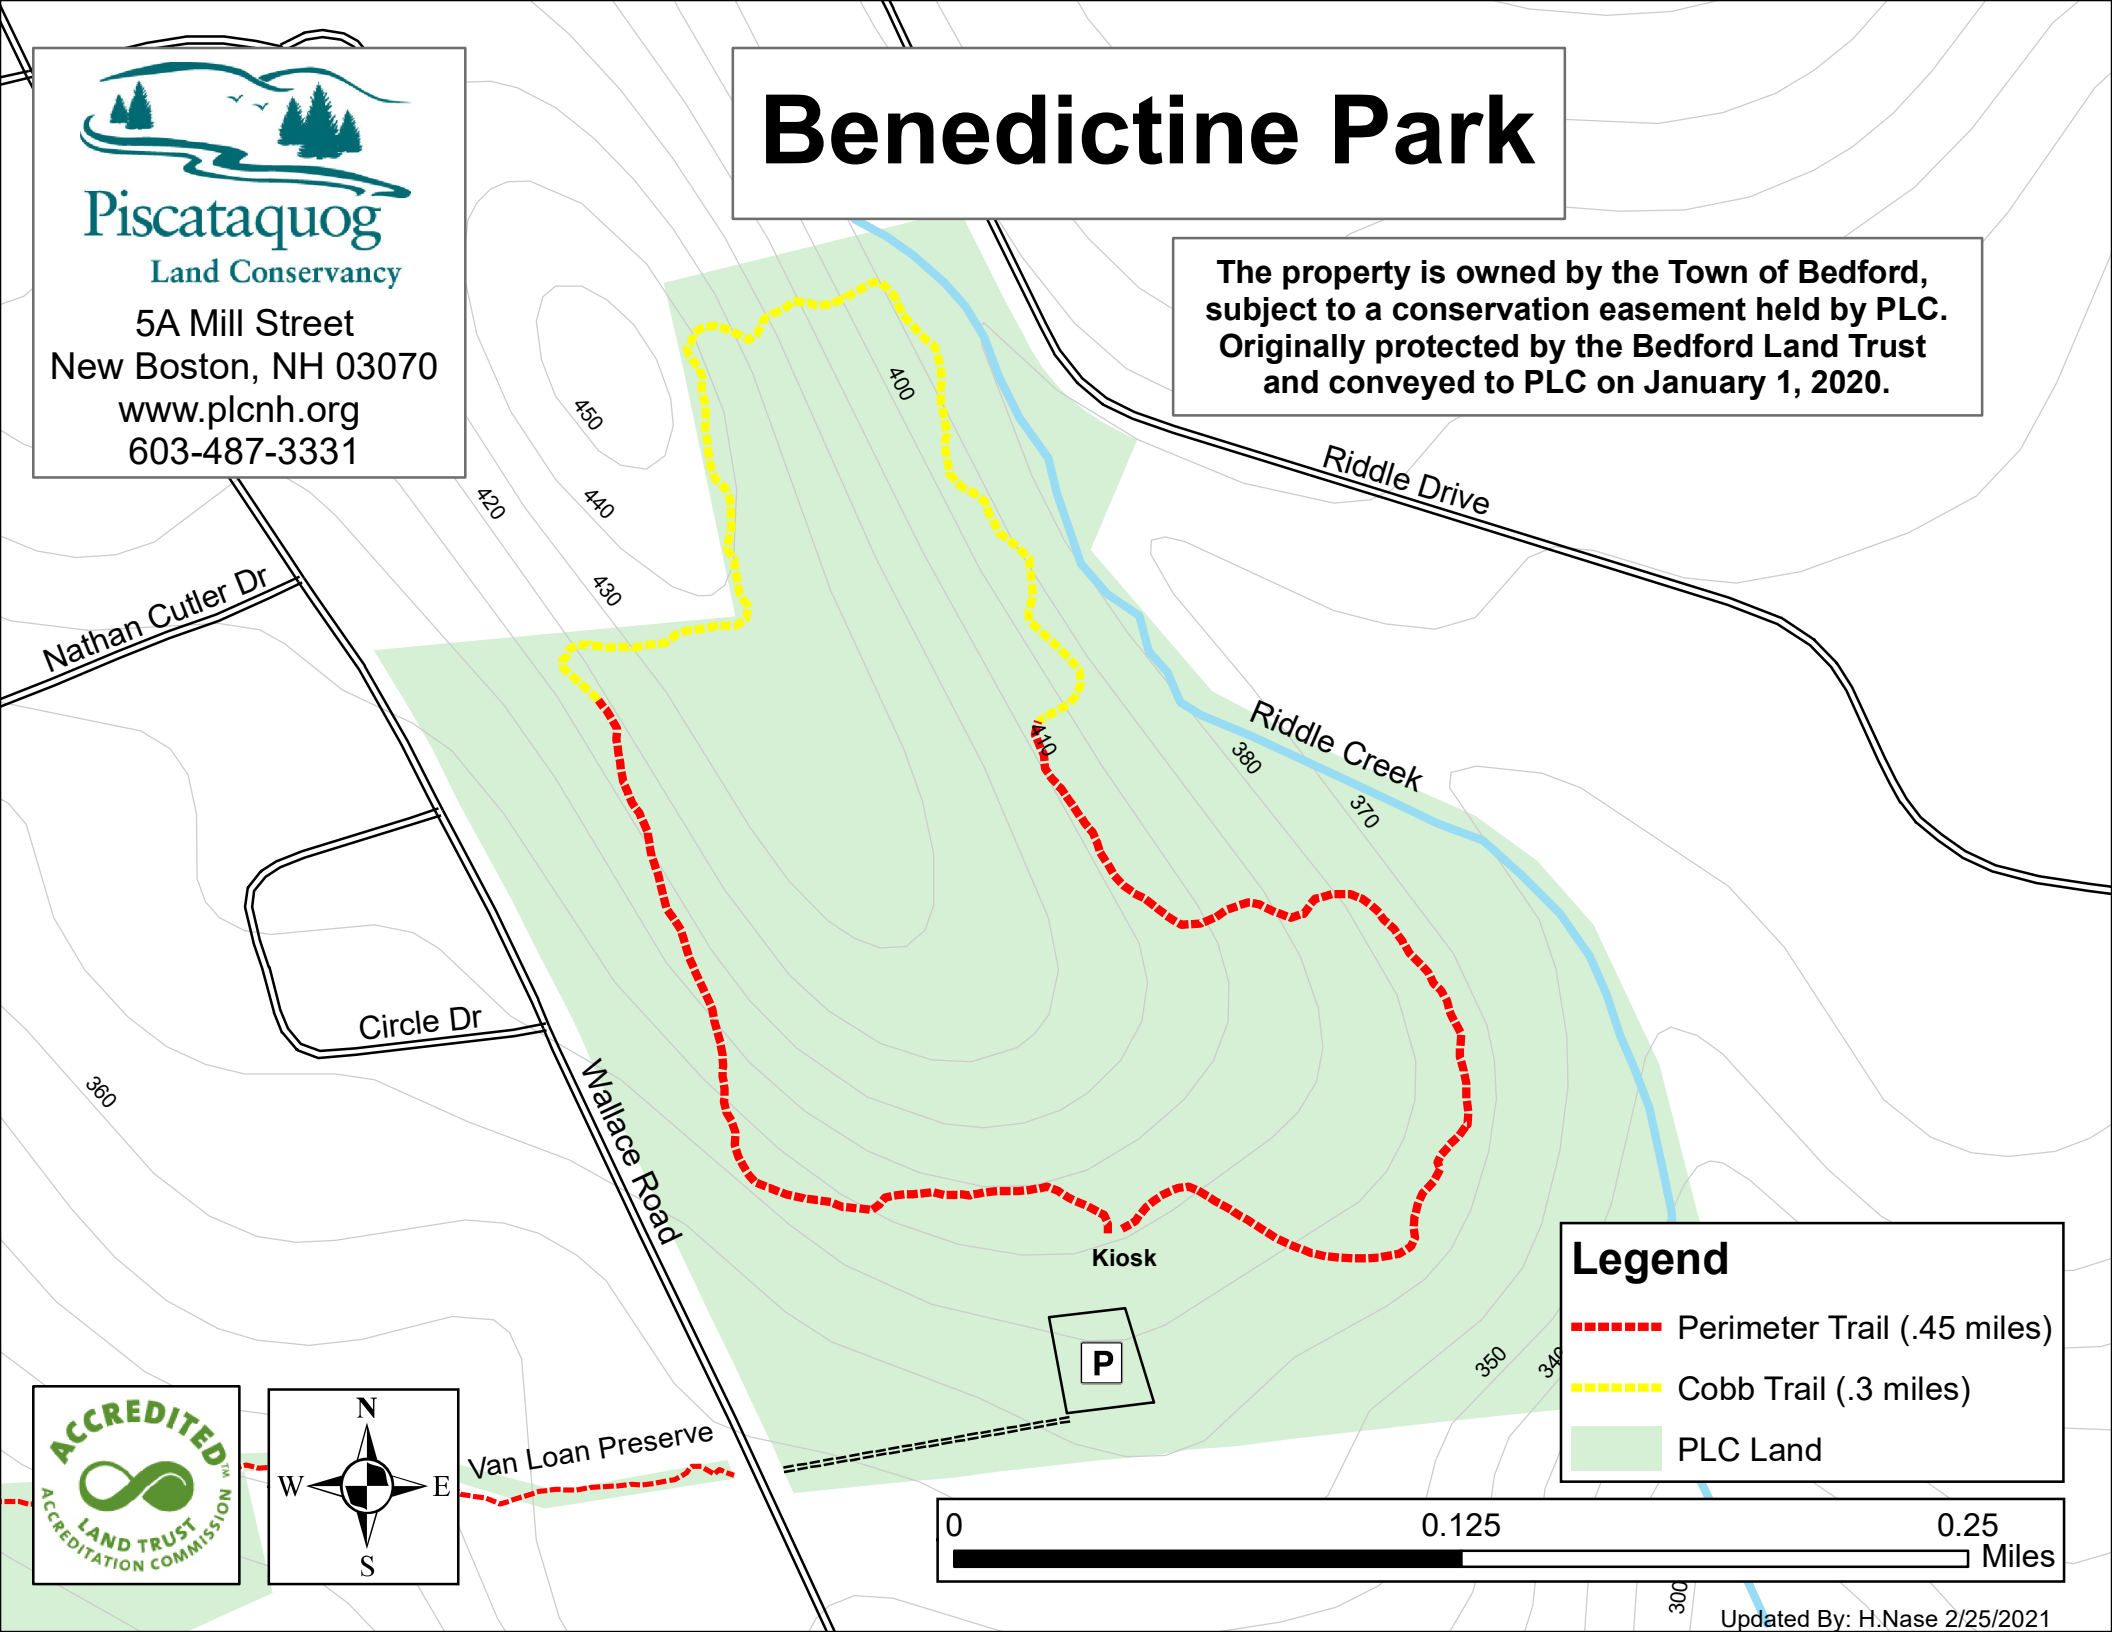 Benedictine Park
Piscataquog
Land Conservancy
5A Mill Street
New Boston, NH 03070
www.plcnh.org
603-487-3331
The property is owned by the Town of Bedford,
subject to a conservation easement held by PLC.
Originally protected by the Bedford Land Trust
and conveyed to PLC on January 1, 2020.
400
450
420
440
430
Riddle Drive
Nathan Cutler Dr
410
Riddle Creek
380
370
Circle Dr
360
Wallace Road
Kiosk
P
350
340
Van Loan Preserve
Legend
Perimeter Trail (.45 miles)
Cobb Trail (.3 miles)
PLC Land
ACCREDITED™
LAND TRUST
ACCREDITATION COMMISSION
N
W E
S
0 0.125 0.25
Miles
300
Updated By: H.Nase 2/25/2021